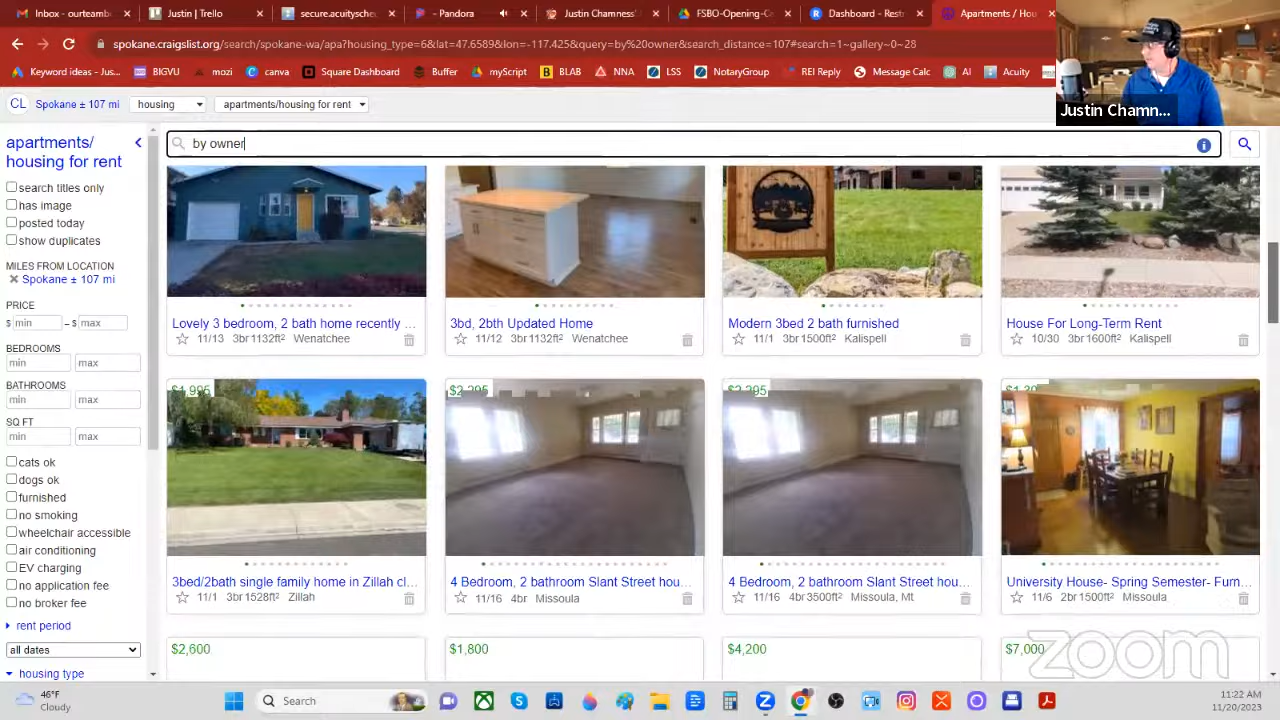 ourteamb
Justin | Trello
secure.acuitysche
- Pandora
Justin Chamness'
FSBO-Opening-Ca
Dashboard - Restr
Apartments / Hou
spokane.craigslist.org/search/spokane-wa/apa?housing_type=6&lat=47.6589&lon=-117.425&query=by%20owner&search_distance=107#search=1~gallery~0~28
Keyword ideas - Jus...
BIGVU
mozi
canva
Square Dashboard
Buffer
myScript
BLAB
NNA
LSS
NotaryGroup
REI Reply
Message Calc
AI
Acuity
Justin Chamn...
CL
Spokane ± 107 mi
housing
apartments/housing for rent
apartments/
housing for rent
search titles only
has image
posted today
show duplicates
MILES FROM LOCATION
Spokane ± 107 mi
PRICE
$ min – $ max
BEDROOMS
min max
BATHROOMS
min max
SQ FT
min max
cats ok
dogs ok
furnished
no smoking
wheelchair accessible
air conditioning
EV charging
no application fee
no broker fee
rent period
all dates
housing type
by owner
Lovely 3 bedroom, 2 bath home recently ...
11/13 3br 1132ft² Wenatchee
3bd, 2bth Updated Home
11/12 3br 1132ft² Wenatchee
Modern 3bed 2 bath furnished
11/1 3br 1500ft² Kalispell
House For Long-Term Rent
10/30 3br 1600ft² Kalispell
$1,995
3bed/2bath single family home in Zillah cl...
11/1 3br 1528ft² Zillah
$2,295
4 Bedroom, 2 bathroom Slant Street hou...
11/16 4br Missoula
$2,295
4 Bedroom, 2 bathroom Slant Street hou...
11/16 4br 3500ft² Missoula, Mt
University House- Spring Semester- Furn...
11/6 2br 1500ft² Missoula
$2,600
$1,800
$4,200
$7,000
zoom
46°F
Cloudy
Search
11:22 AM
11/20/2023